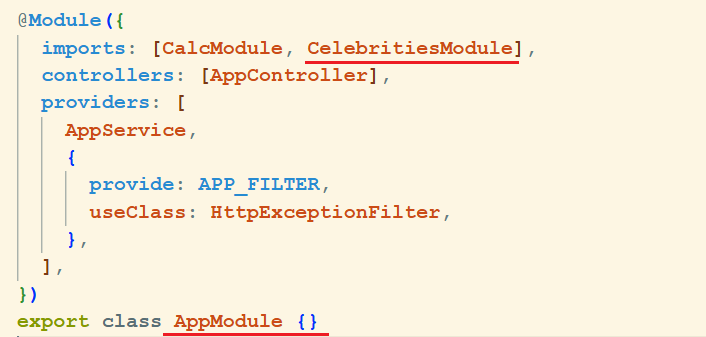 @Module({
  imports: [CalcModule, CelebritiesModule],
  controllers: [AppController],
  providers: [
    AppService,
    {
      provide: APP_FILTER,
      useClass: HttpExceptionFilter,
    },
  ],
})
export class AppModule {}